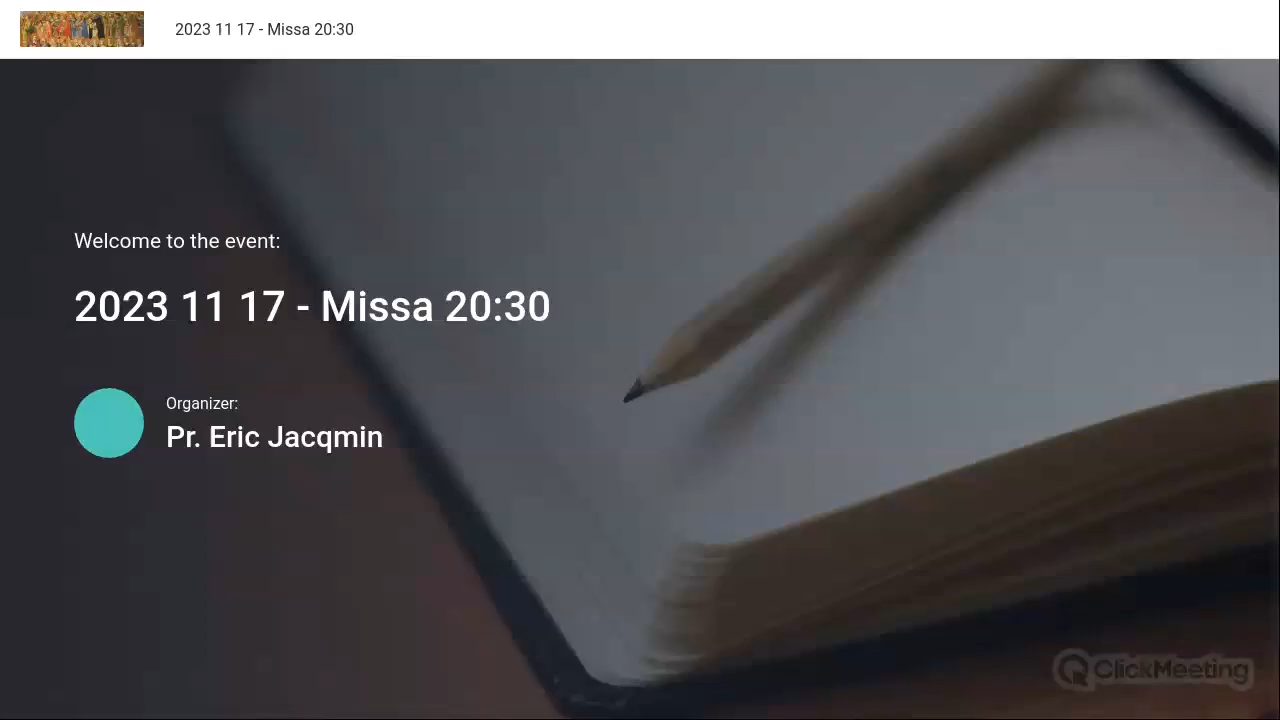 2023 11 17 - Missa 20:30
Welcome to the event:
2023 11 17 - Missa 20:30
Organizer:
Pr. Eric Jacqmin
ClickMeeting